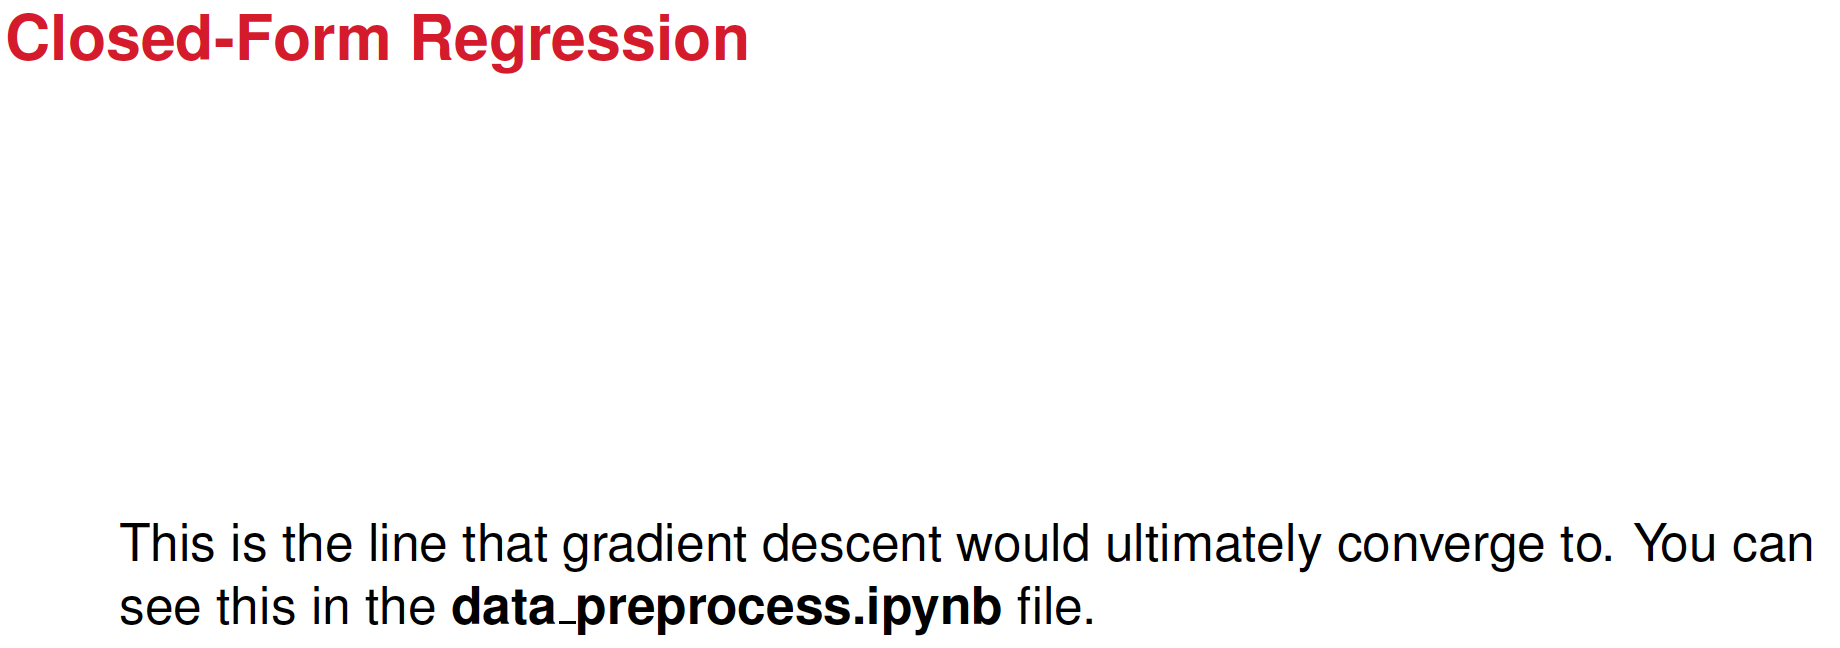 Closed-Form Regression
This is the line that gradient descent would ultimately converge to. You can
see this in the data_preprocess.ipynb file.